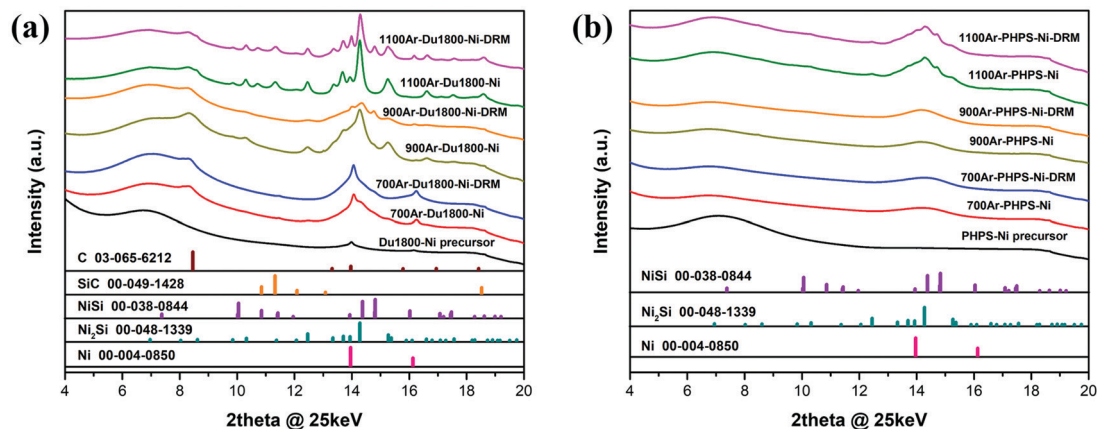 (a)
Intensity (a.u.)
1100Ar-Du1800-Ni-DRM
1100Ar-Du1800-Ni
900Ar-Du1800-Ni-DRM
900Ar-Du1800-Ni
700Ar-Du1800-Ni-DRM
700Ar-Du1800-Ni
Du1800-Ni precursor
C 03-065-6212
SiC 00-049-1428
NiSi 00-038-0844
Ni₂Si 00-048-1339
Ni 00-004-0850
4 6 8 10 12 14 16 18 20
2theta @ 25keV
(b)
Intensity (a.u.)
1100Ar-PHPS-Ni-DRM
1100Ar-PHPS-Ni
900Ar-PHPS-Ni-DRM
900Ar-PHPS-Ni
700Ar-PHPS-Ni-DRM
700Ar-PHPS-Ni
PHPS-Ni precursor
NiSi 00-038-0844
Ni₂Si 00-048-1339
Ni 00-004-0850
4 6 8 10 12 14 16 18 20
2theta @ 25keV